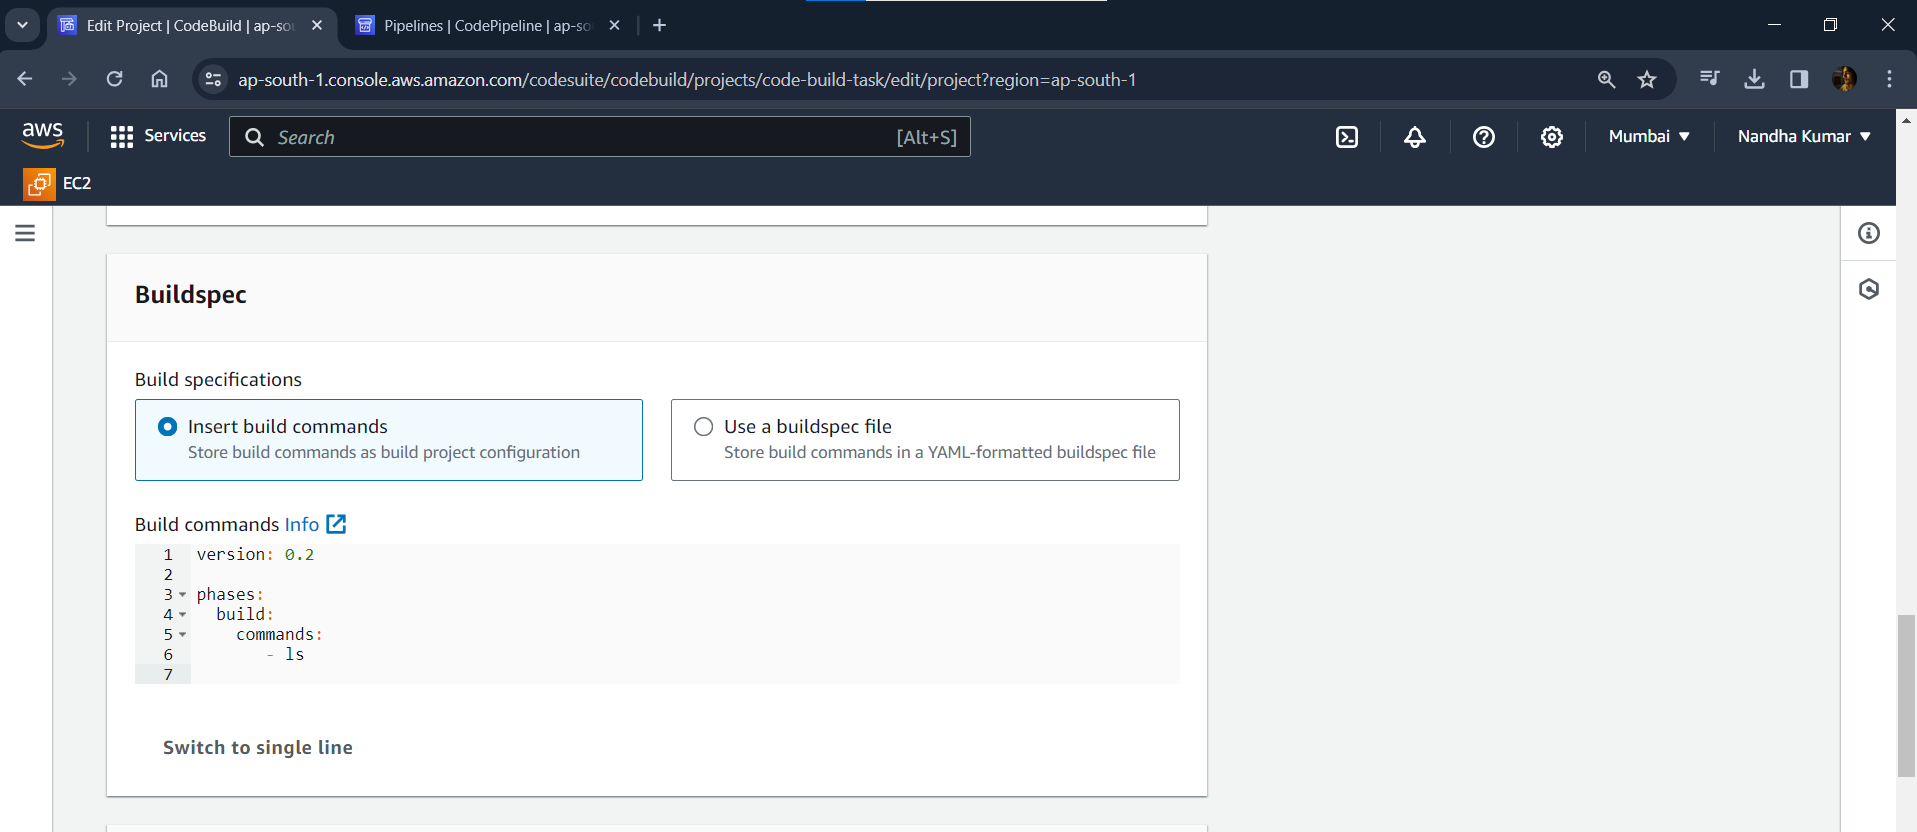 Edit Project | CodeBuild | ap-sou
Pipelines | CodePipeline | ap-so
ap-south-1.console.aws.amazon.com/codesuite/codebuild/projects/code-build-task/edit/project?region=ap-south-1
aws
Services
Search
[Alt+S]
Mumbai
Nandha Kumar
EC2
Buildspec
Build specifications
Insert build commands
Store build commands as build project configuration
Use a buildspec file
Store build commands in a YAML-formatted buildspec file
Build commands Info
1 version: 0.2
2
3 phases:
4 build:
5 commands:
6 - ls
7
Switch to single line